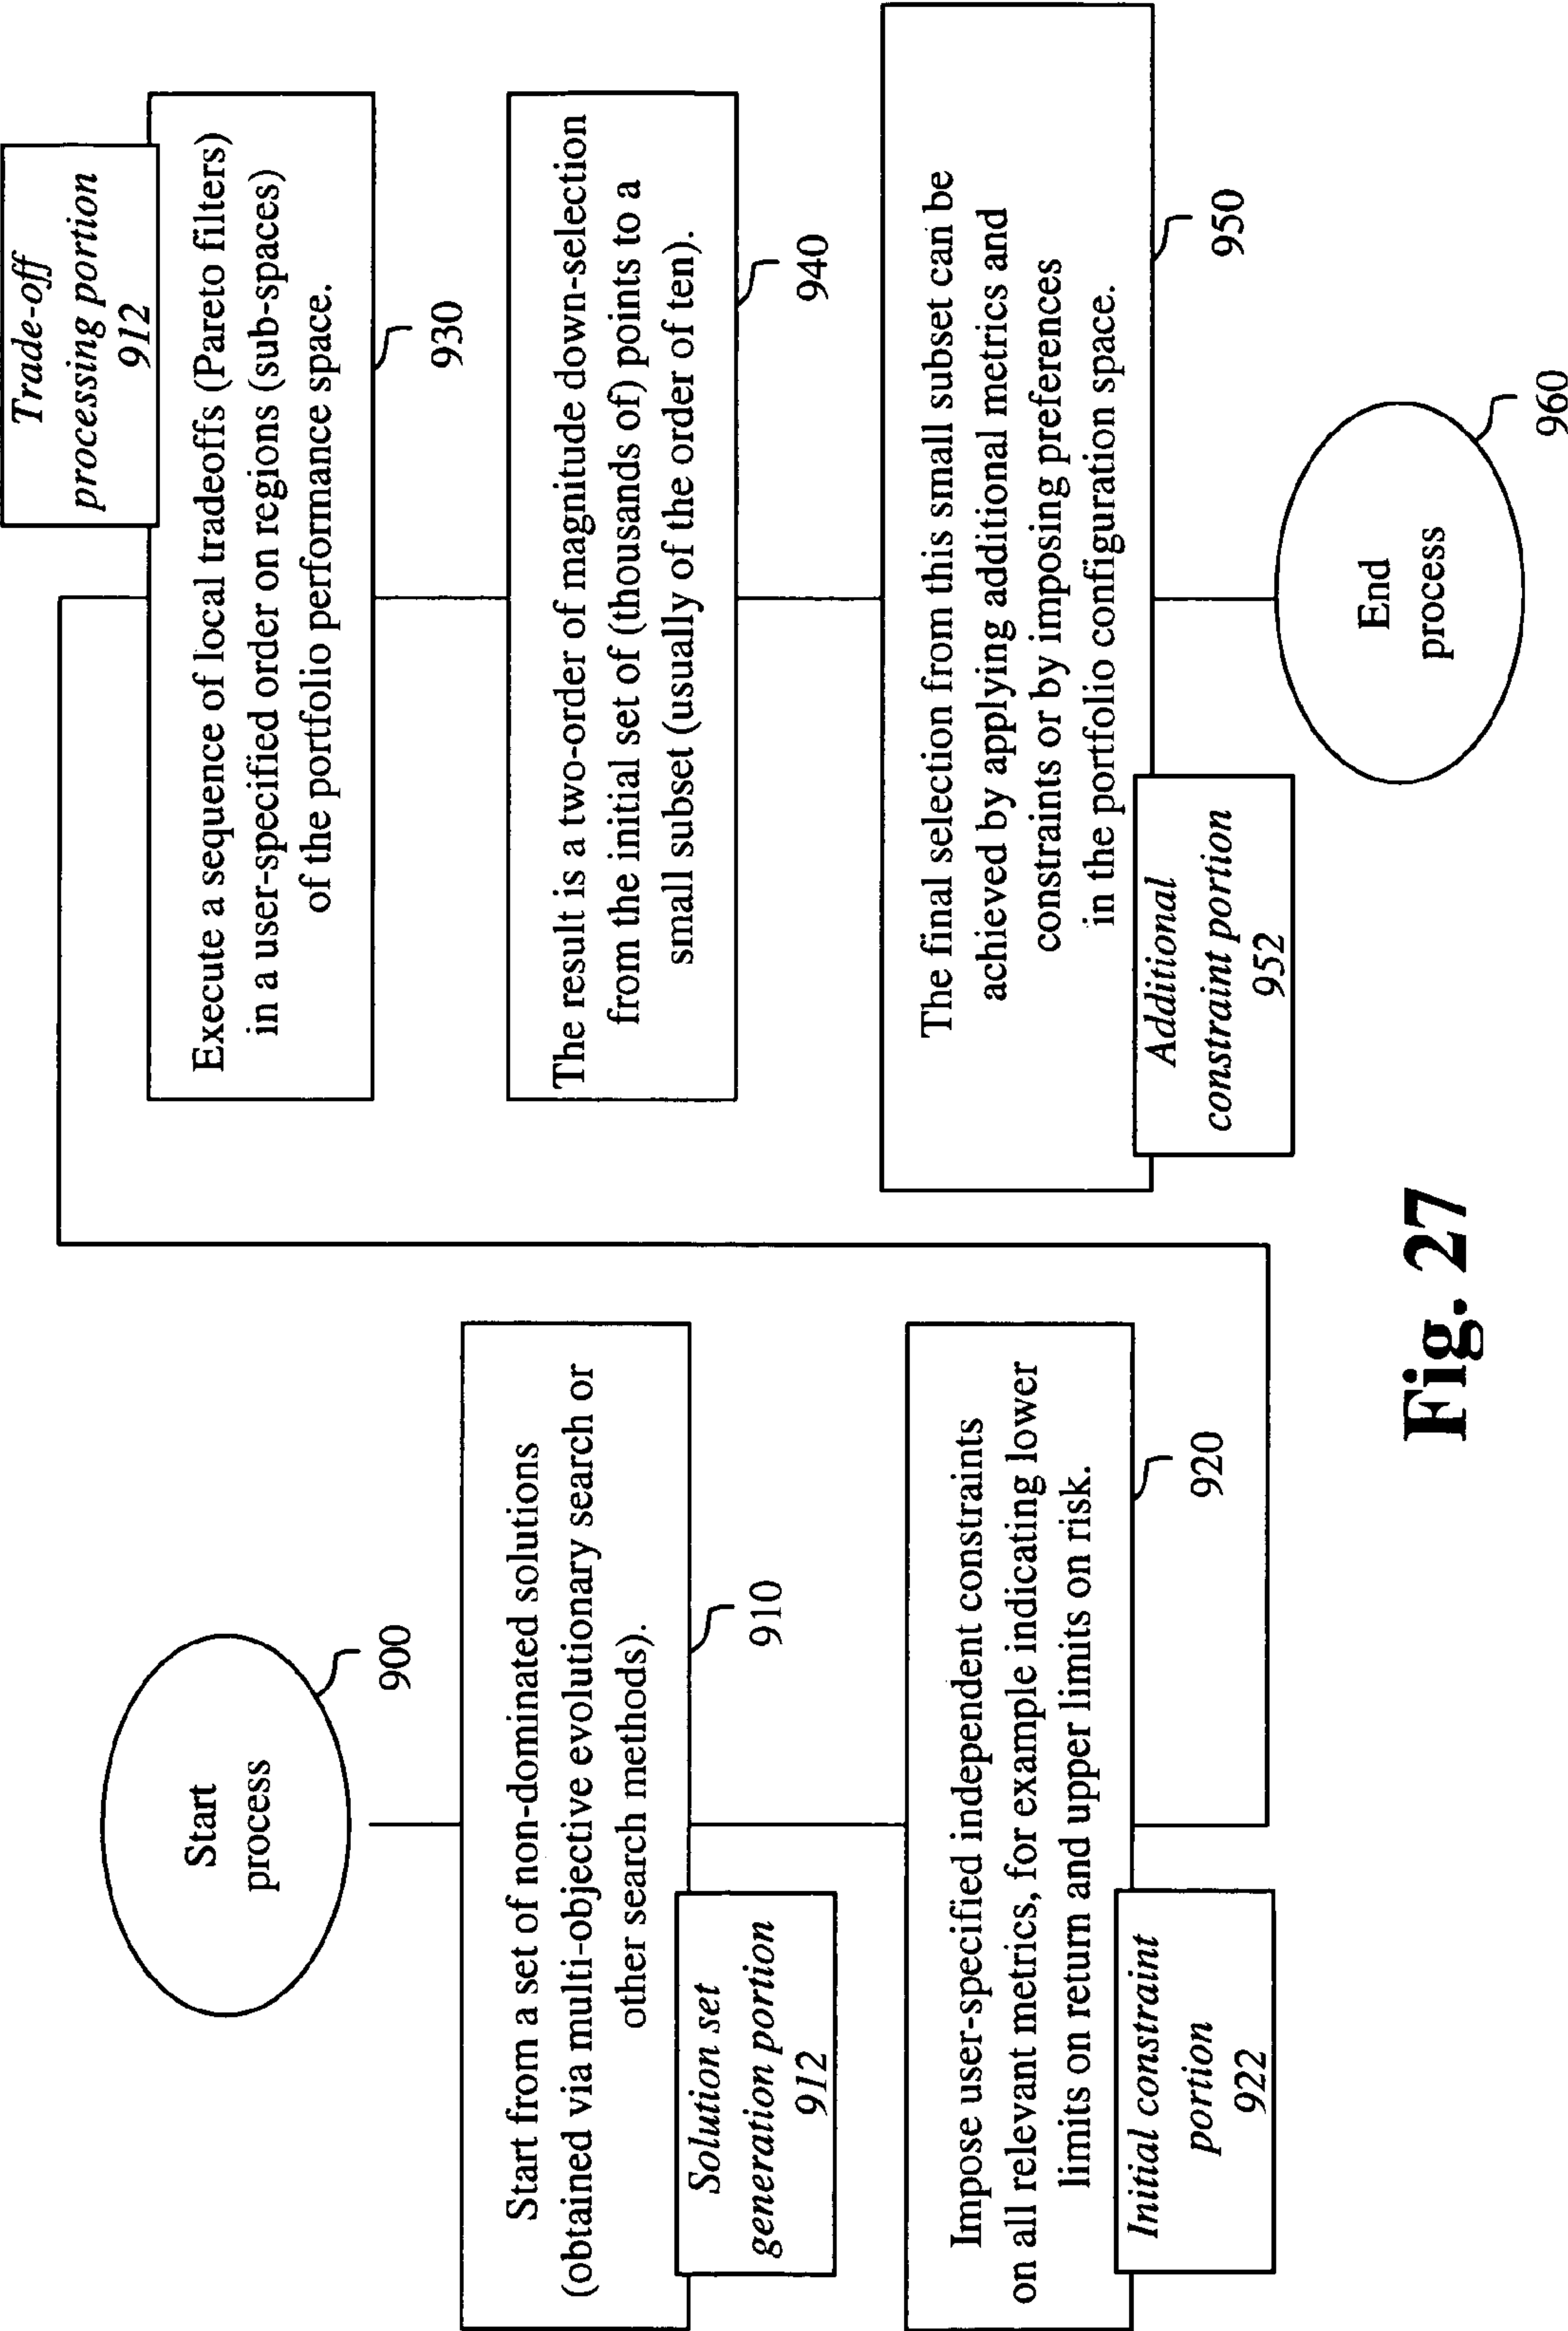 Start
process
900
Start from a set of non-dominated solutions
(obtained via multi-objective evolutionary search or
other search methods).
910
Solution set
generation portion
912
Impose user-specified independent constraints
on all relevant metrics, for example indicating lower
limits on return and upper limits on risk.
920
Initial constraint
portion
922
Trade-off
processing portion
912
Execute a sequence of local tradeoffs (Pareto filters)
in a user-specified order on regions (sub-spaces)
of the portfolio performance space.
930
The result is a two-order of magnitude down-selection
from the initial set of (thousands of) points to a
small subset (usually of the order of ten).
940
The final selection from this small subset can be
achieved by applying additional metrics and
constraints or by imposing preferences
in the portfolio configuration space.
950
Additional
constraint portion
952
End
process
960
Fig. 27